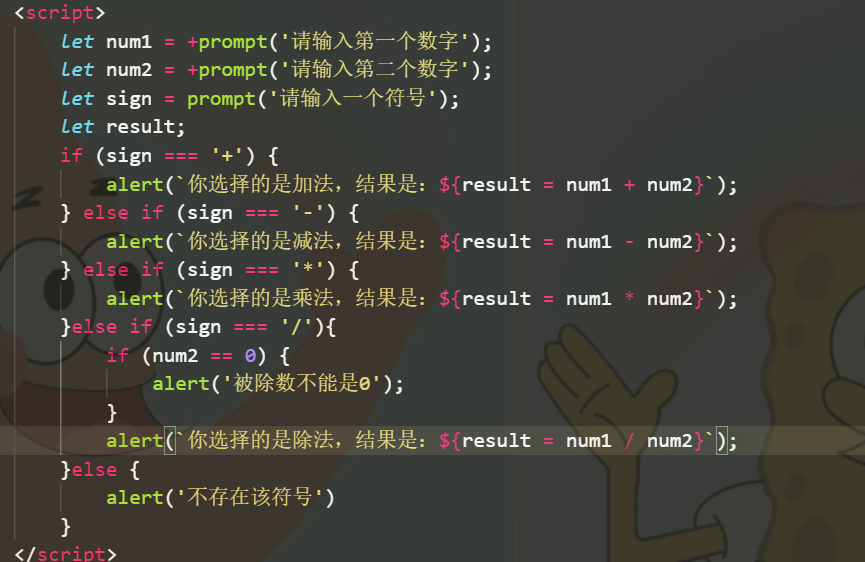 <script>
let num1 = +prompt('请输入第一个数字');
let num2 = +prompt('请输入第二个数字');
let sign = prompt('请输入一个符号');
let result;
if (sign === '+') {
alert(`你选择的是加法，结果是：${result = num1 + num2}`);
} else if (sign === '-') {
alert(`你选择的是减法，结果是：${result = num1 - num2}`);
} else if (sign === '*') {
alert(`你选择的是乘法，结果是：${result = num1 * num2}`);
}else if (sign === '/'){
if (num2 == 0) {
alert('被除数不能是0');
}
alert(`你选择的是除法，结果是：${result = num1 / num2}`);
}else {
alert('不存在该符号')
}
</script>